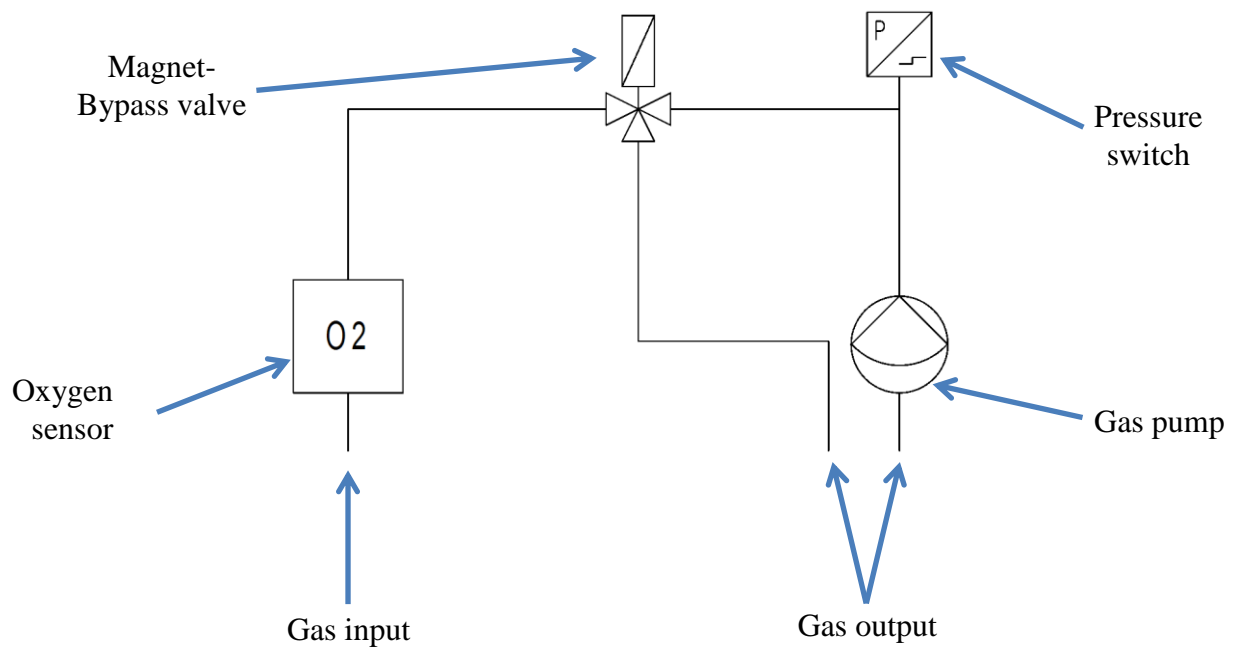 Magnet-
Bypass valve
P
Pressure
switch
O2
Oxygen
sensor
Gas pump
Gas input
Gas output